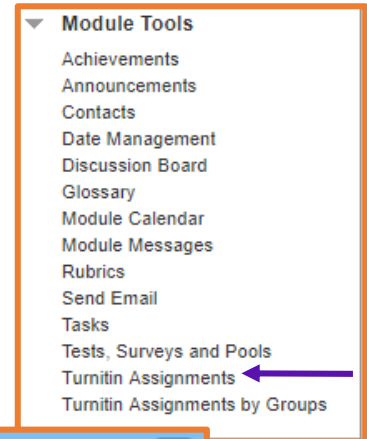 Module Tools
Achievements
Announcements
Contacts
Date Management
Discussion Board
Glossary
Module Calendar
Module Messages
Rubrics
Send Email
Tasks
Tests, Surveys and Pools
Turnitin Assignments
Turnitin Assignments by Groups